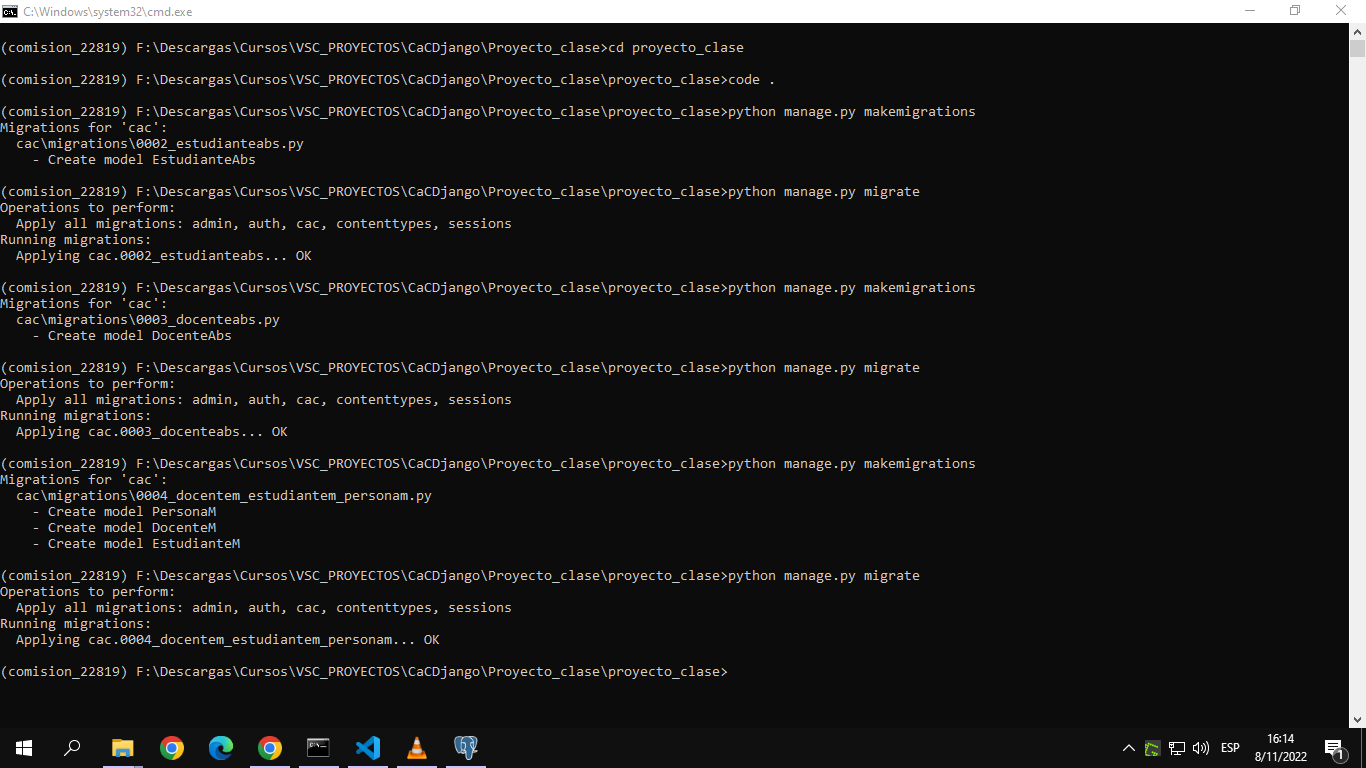 C:\Windows\system32\cmd.exe
(comision_22819) F:\Descargas\Cursos\VSC_PROYECTOS\CaCDjango\Proyecto_clase>cd proyecto_clase
(comision_22819) F:\Descargas\Cursos\VSC_PROYECTOS\CaCDjango\Proyecto_clase\proyecto_clase>code .
(comision_22819) F:\Descargas\Cursos\VSC_PROYECTOS\CaCDjango\Proyecto_clase\proyecto_clase>python manage.py makemigrations
Migrations for 'cac':
  cac\migrations\0002_estudianteabs.py
    - Create model EstudianteAbs
(comision_22819) F:\Descargas\Cursos\VSC_PROYECTOS\CaCDjango\Proyecto_clase\proyecto_clase>python manage.py migrate
Operations to perform:
  Apply all migrations: admin, auth, cac, contenttypes, sessions
Running migrations:
  Applying cac.0002_estudianteabs... OK
(comision_22819) F:\Descargas\Cursos\VSC_PROYECTOS\CaCDjango\Proyecto_clase\proyecto_clase>python manage.py makemigrations
Migrations for 'cac':
  cac\migrations\0003_docenteabs.py
    - Create model DocenteAbs
(comision_22819) F:\Descargas\Cursos\VSC_PROYECTOS\CaCDjango\Proyecto_clase\proyecto_clase>python manage.py migrate
Operations to perform:
  Apply all migrations: admin, auth, cac, contenttypes, sessions
Running migrations:
  Applying cac.0003_docenteabs... OK
(comision_22819) F:\Descargas\Cursos\VSC_PROYECTOS\CaCDjango\Proyecto_clase\proyecto_clase>python manage.py makemigrations
Migrations for 'cac':
  cac\migrations\0004_docentem_estudiantem_personam.py
    - Create model PersonaM
    - Create model DocenteM
    - Create model EstudianteM
(comision_22819) F:\Descargas\Cursos\VSC_PROYECTOS\CaCDjango\Proyecto_clase\proyecto_clase>python manage.py migrate
Operations to perform:
  Apply all migrations: admin, auth, cac, contenttypes, sessions
Running migrations:
  Applying cac.0004_docentem_estudiantem_personam... OK
(comision_22819) F:\Descargas\Cursos\VSC_PROYECTOS\CaCDjango\Proyecto_clase\proyecto_clase>
ESP
16:14
8/11/2022
1